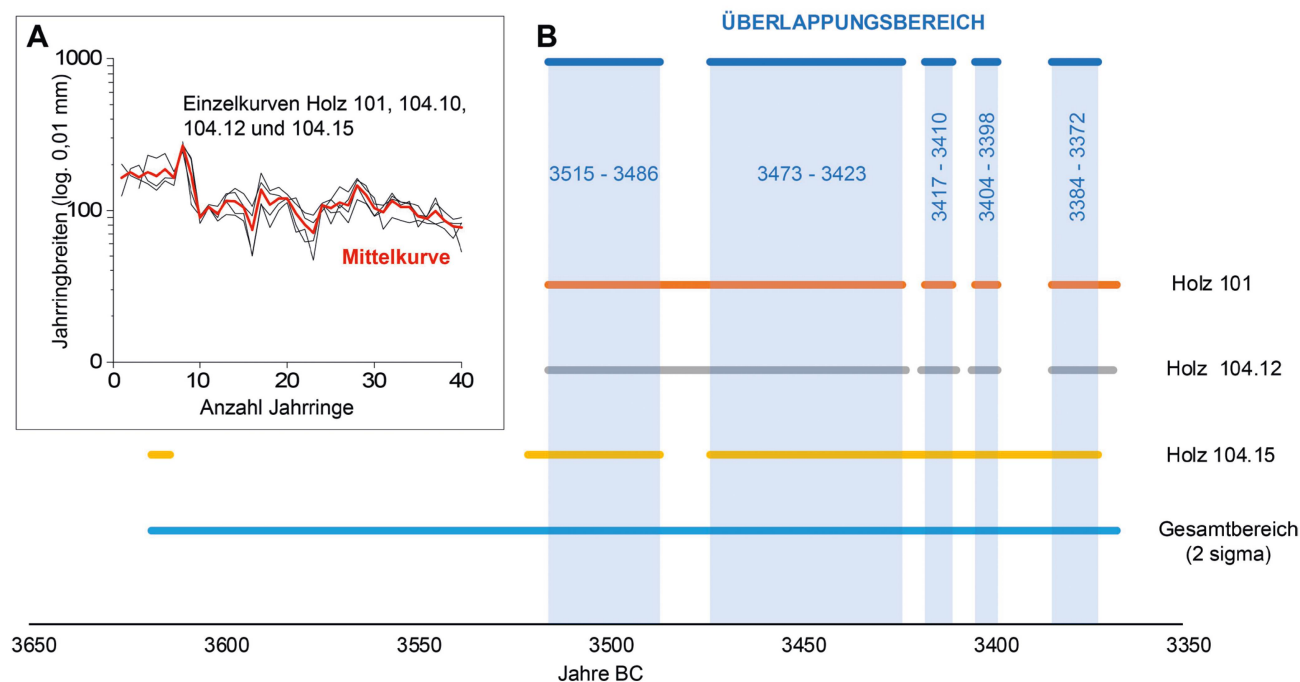 A
Jahrringbreiten (log. 0,01 mm)
1000
100
0
Einzelkurven Holz 101, 104.10,
104.12 und 104.15
Mittelkurve
0 10 20 30 40
Anzahl Jahrringe
B
ÜBERLAPPUNGSBEREICH
3515 - 3486
3473 - 3423
3417 - 3410
3404 - 3398
3384 - 3372
Holz 101
Holz 104.12
Holz 104.15
Gesamtbereich
(2 sigma)
3650 3600 3550 3500 3450 3400 3350
Jahre BC